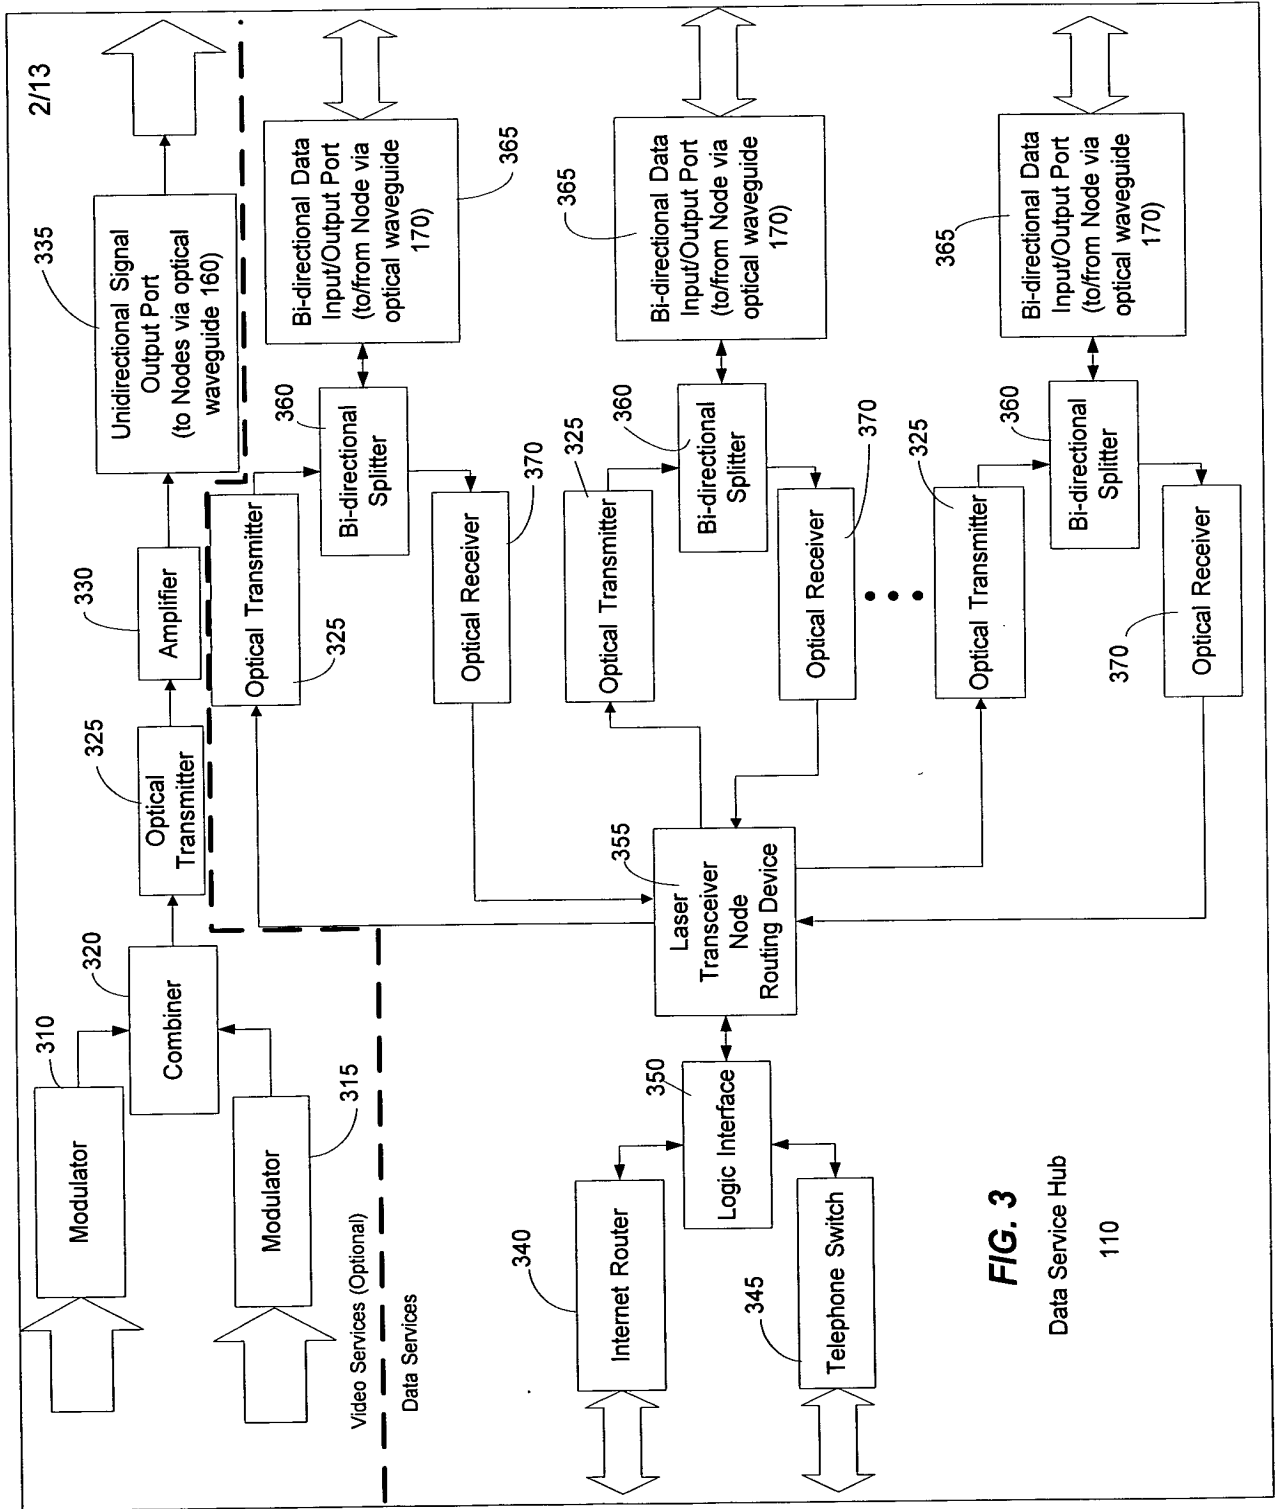 2/13
310
Modulator
315
Modulator
320
Combiner
325
Optical
Transmitter
330
Amplifier
335
Unidirectional Signal
Output Port
(to Nodes via optical
waveguide 160)
Video Services (Optional)
Data Services
340
Internet Router
345
Telephone Switch
350
Logic Interface
355
Laser
Transceiver
Node
Routing Device
Optical Transmitter
325
360
Bi-directional
Splitter
Optical Receiver
370
Bi-directional Data
Input/Output Port
(to/from Node via
optical waveguide
170)
365
325
Optical Transmitter
360
Bi-directional
Splitter
Optical Receiver
370
365
Bi-directional Data
Input/Output Port
(to/from Node via
optical waveguide
170)
325
Optical Transmitter
360
Bi-directional
Splitter
370
Optical Receiver
365
Bi-directional Data
Input/Output Port
(to/from Node via
optical waveguide
170)
FIG. 3
Data Service Hub
110